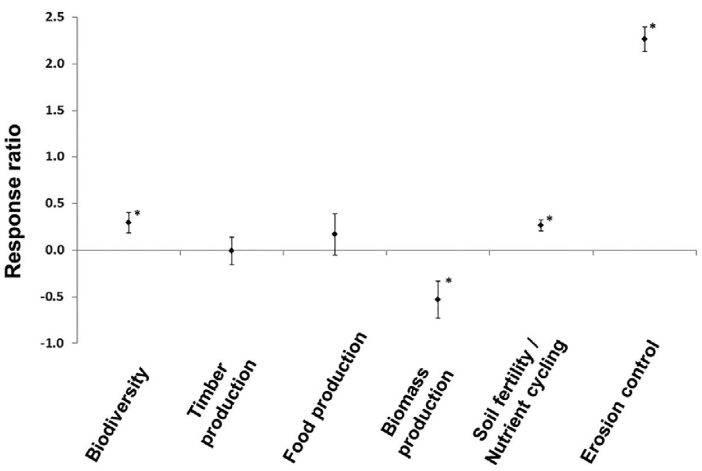 2.5
2.0
1.5
1.0
0.5
0.0
-0.5
-1.0
Response ratio
*
*
*
*
Biodiversity
Timber
production
Food production
Biomass
production
Soil fertility /
Nutrient cycling
Erosion control